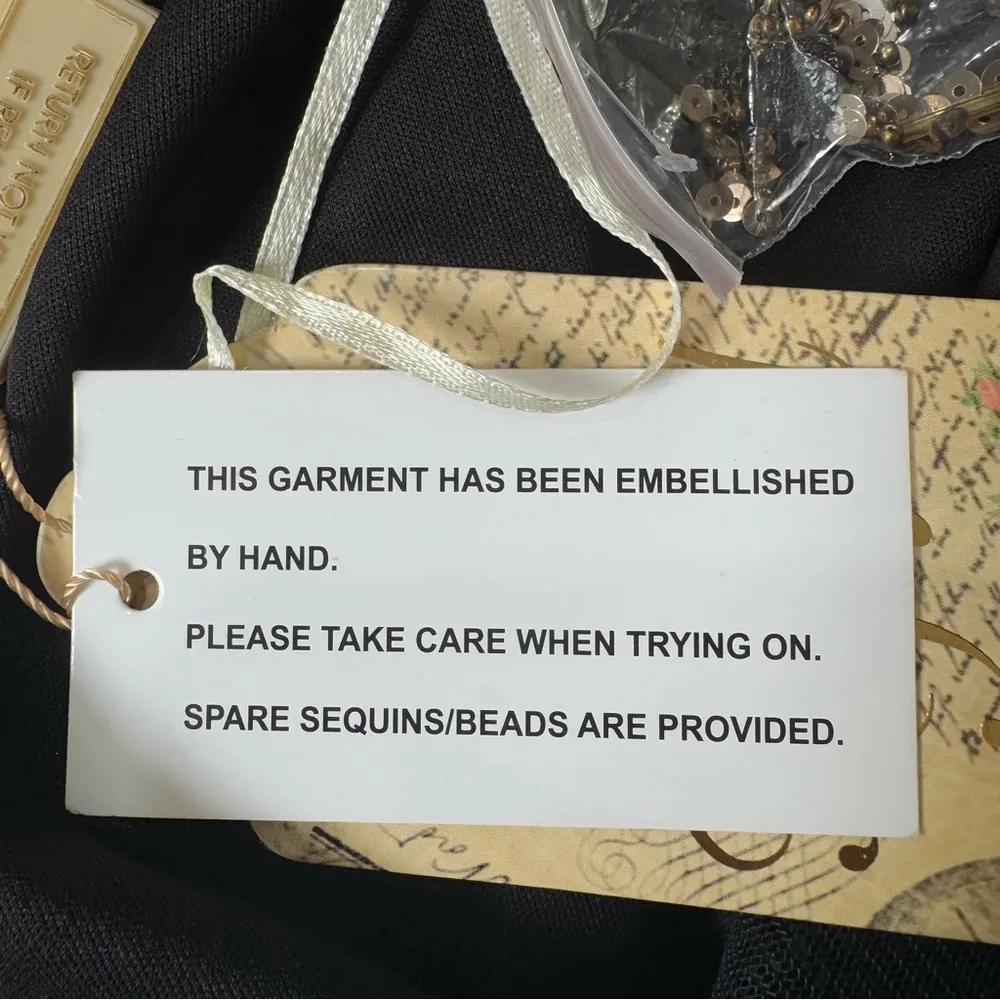 RETURN NOT
IF
THIS GARMENT HAS BEEN EMBELLISHED
BY HAND.
PLEASE TAKE CARE WHEN TRYING ON.
SPARE SEQUINS/BEADS ARE PROVIDED.